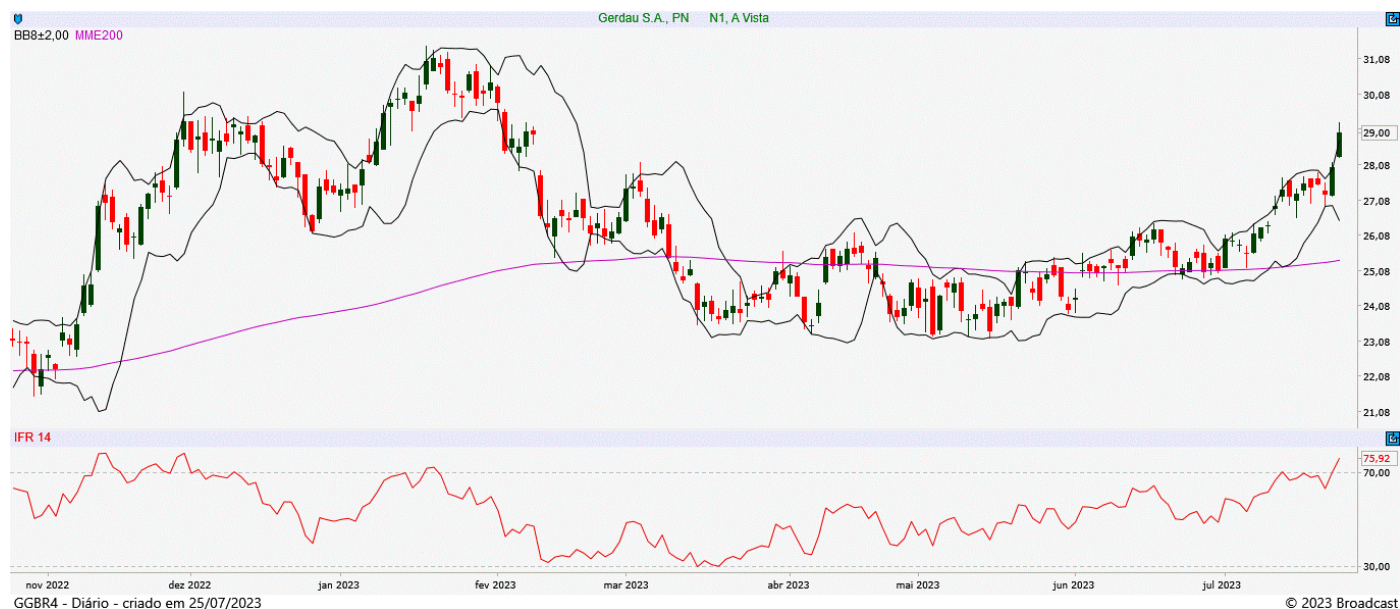 Gerdau S.A., PN N1, A Vista
BB8±2,00 MME200
31,08
30,08
29,00
28,08
27,08
26,08
25,08
24,08
23,08
22,08
21,08
IFR 14
75,92
70,00
30,00
nov 2022 dez 2022 jan 2023 fev 2023 mar 2023 abr 2023 mai 2023 jun 2023 jul 2023
GGBR4 - Diário - criado em 25/07/2023 © 2023 Broadcast